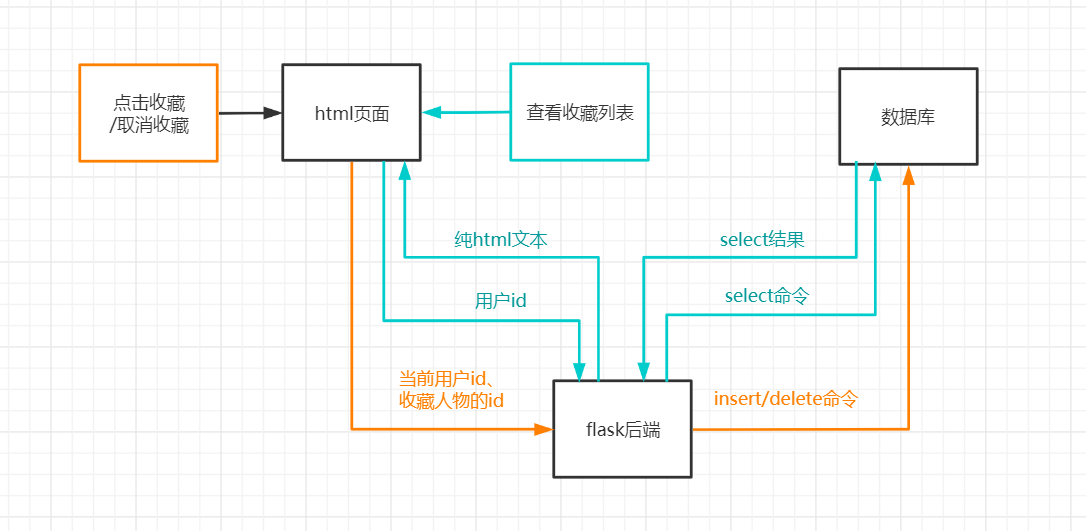 点击收藏
/取消收藏
html页面
查看收藏列表
数据库
纯html文本
select结果
用户id
select命令
当前用户id、
收藏人物的id
insert/delete命令
flask后端